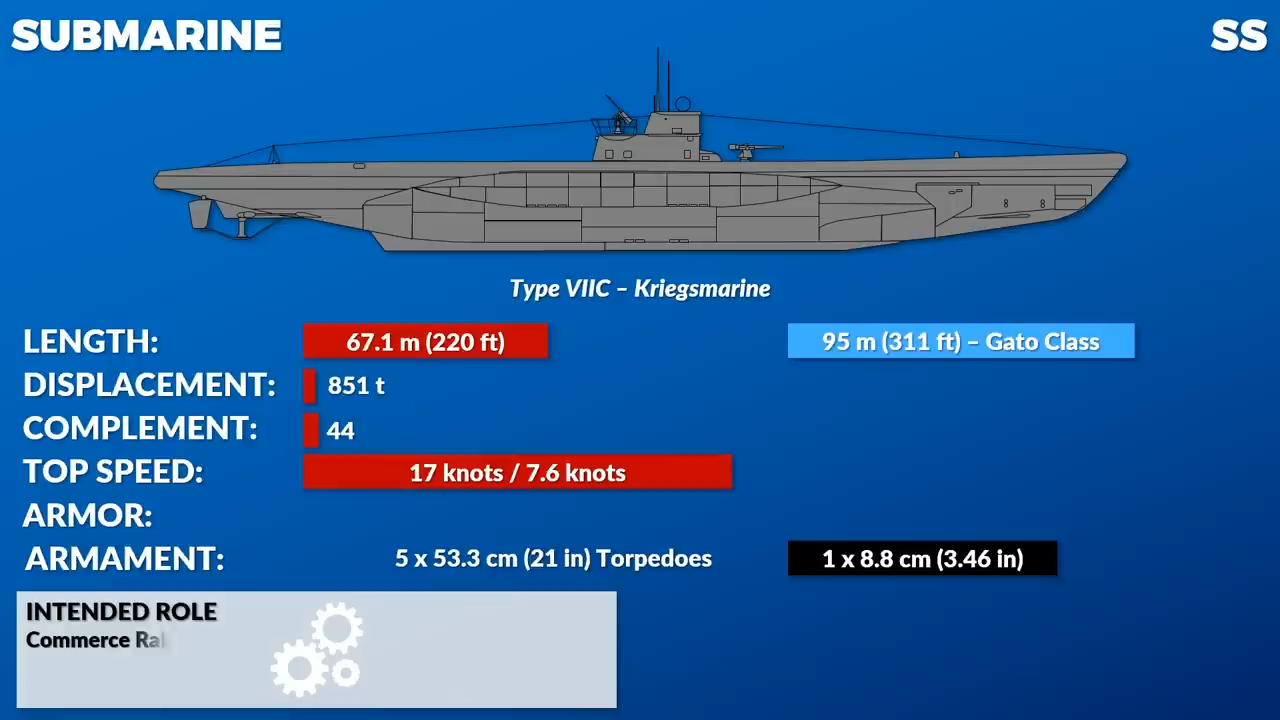 SUBMARINE
SS
Type VIIC – Kriegsmarine
LENGTH: 67.1 m (220 ft) 95 m (311 ft) – Gato Class
DISPLACEMENT: 851 t
COMPLEMENT: 44
TOP SPEED: 17 knots / 7.6 knots
ARMOR:
ARMAMENT: 5 x 53.3 cm (21 in) Torpedoes 1 x 8.8 cm (3.46 in)
INTENDED ROLE
Commerce